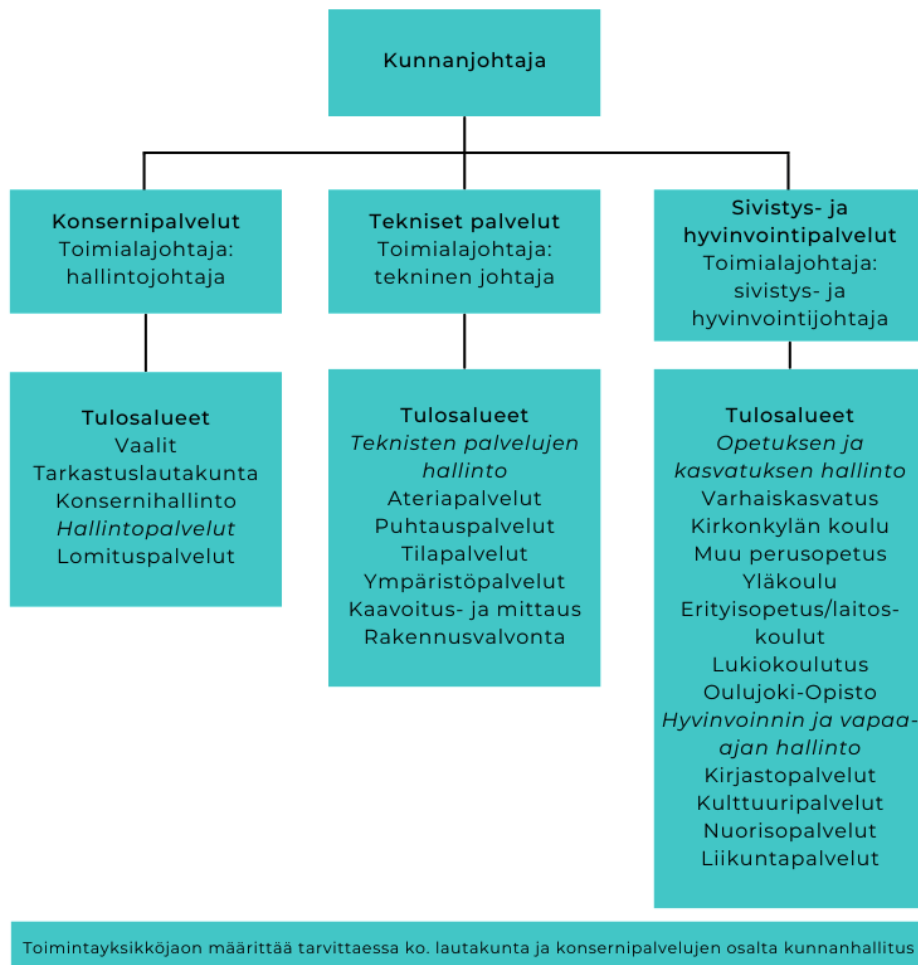 Kunnanjohtaja
Konsernipalvelut
Toimialajohtaja:
hallintojohtaja
Tekniset palvelut
Toimialajohtaja:
tekninen johtaja
Sivistys- ja
hyvinvointipalvelut
Toimialajohtaja:
sivistys- ja
hyvinvointijohtaja
Tulosalueet
Vaalit
Tarkastuslautakunta
Konsernihallinto
Hallintopalvelut
Lomituspalvelut
Tulosalueet
Teknisten palvelujen
hallinto
Ateriapalvelut
Puhtauspalvelut
Tilapalvelut
Ympäristöpalvelut
Kaavoitus- ja mittaus
Rakennusvalvonta
Tulosalueet
Opetuksen ja
kasvatuksen hallinto
Varhaiskasvatus
Kirkonkylän koulu
Muu perusopetus
Yläkoulu
Erityisopetus/laitos-
koulut
Lukiokoulutus
Oulujoki-Opisto
Hyvinvoinnin ja vapaa-
ajan hallinto
Kirjastopalvelut
Kulttuuripalvelut
Nuorisopalvelut
Liikuntapalvelut
Toimintayksikköjaon määrittää tarvittaessa ko. lautakunta ja konsernipalvelujen osalta kunnanhallitus